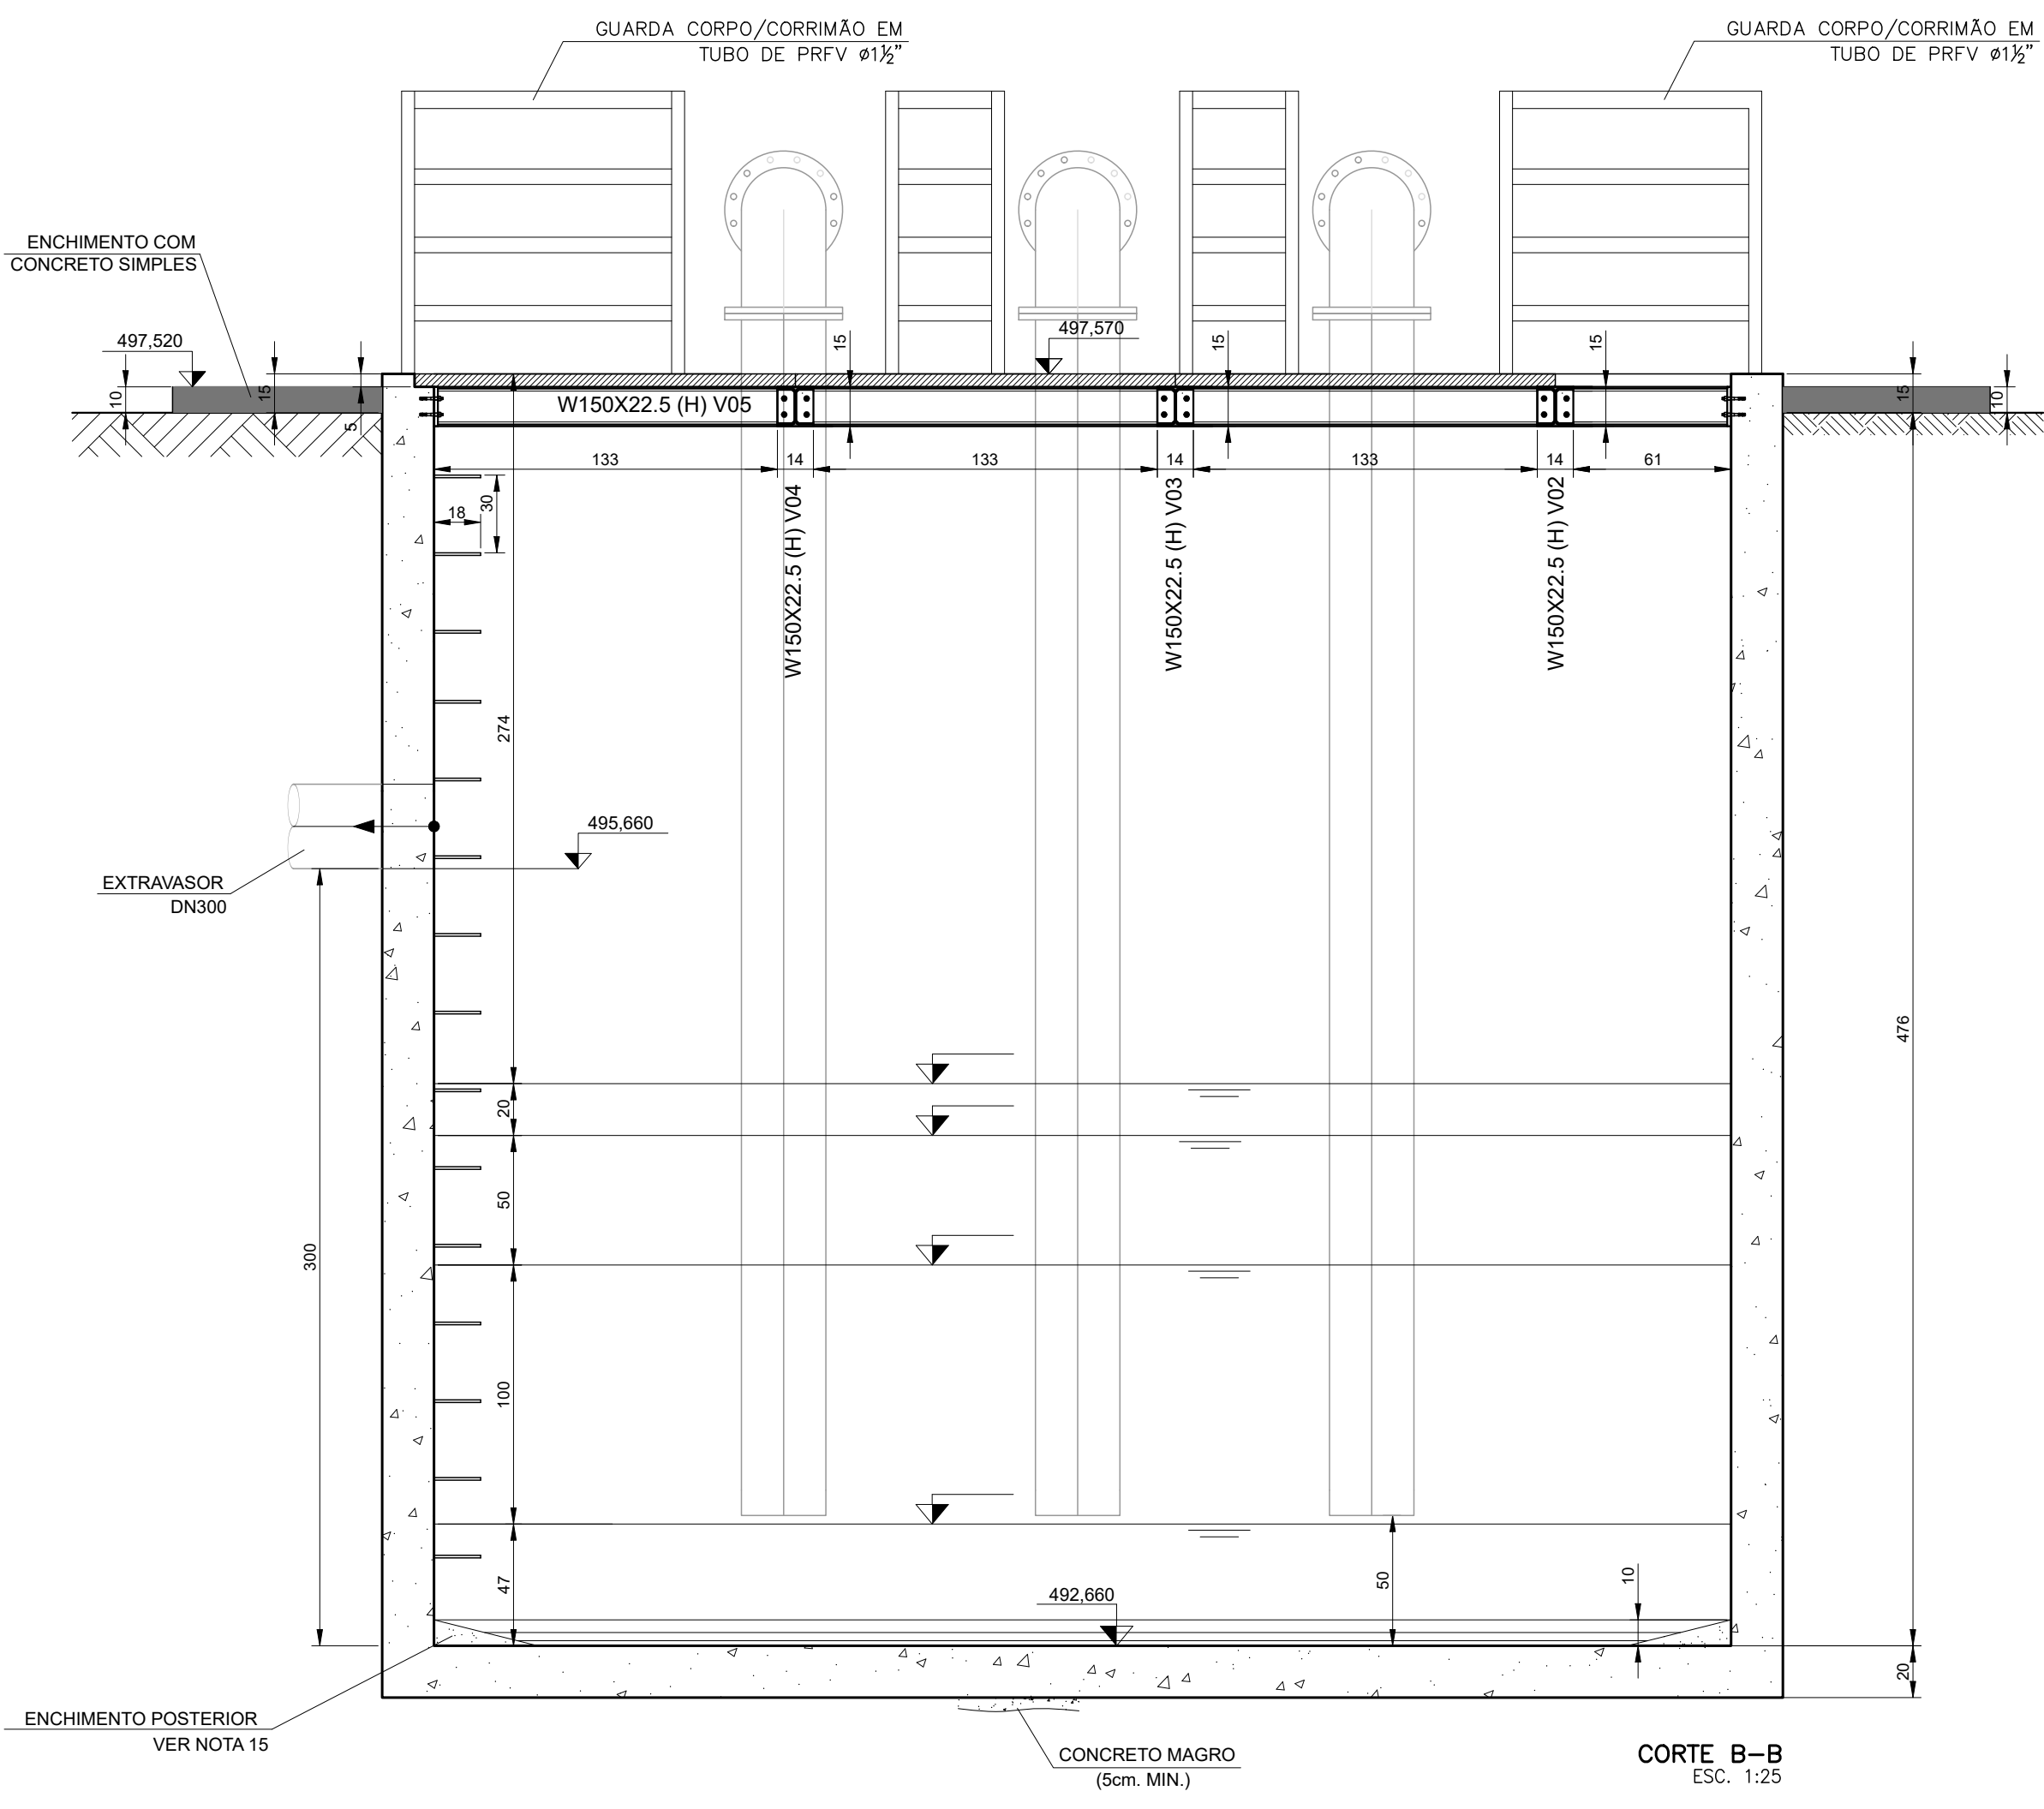 GUARDA CORPO/CORRIMÃO EM
TUBO DE PRFV ø1½"
GUARDA CORPO/CORRIMÃO EM
TUBO DE PRFV ø1½"
ENCHIMENTO COM
CONCRETO SIMPLES
497,520
497,570
10
15
5
15
15
15
10
W150X22.5 (H) V05
133
14
133
14
133
14
61
W150X22.5 (H) V04
W150X22.5 (H) V03
W150X22.5 (H) V02
18
30
274
495,660
EXTRAVASOR
DN300
476
20
50
300
100
47
50
10
492,660
20
ENCHIMENTO POSTERIOR
VER NOTA 15
CONCRETO MAGRO
(5cm. MIN.)
CORTE B-B
ESC. 1:25